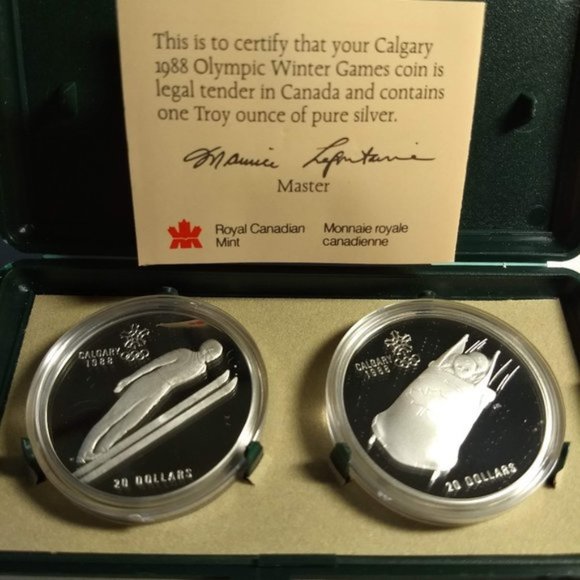 This is to certify that your Calgary
1988 Olympic Winter Games coin is
legal tender in Canada and contains
one Troy ounce of pure silver.
Maurice Lafontaine
Master
Royal Canadian
Mint
Monnaie royale
canadienne
CALGARY
1988
20 DOLLARS
CALGARY
1988
20 DOLLARS